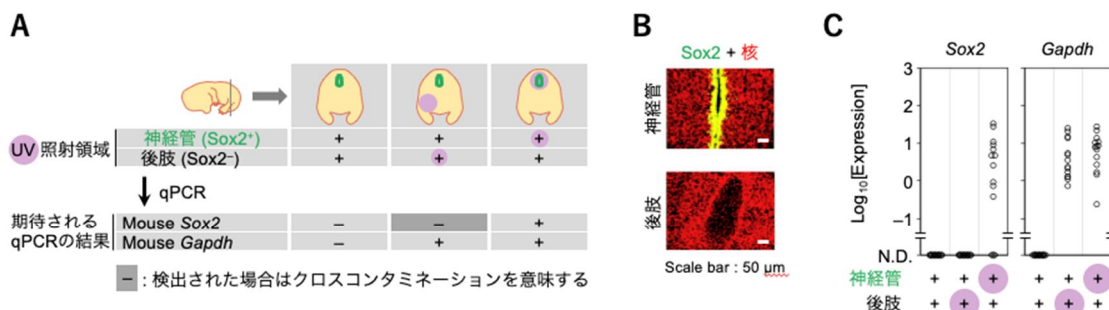 A
UV 照射領域
神経管 (Sox2⁺) + + +
後肢 (Sox2⁻) + + +
qPCR
期待される
qPCRの結果
Mouse Sox2 − − +
Mouse Gapdh − + +
− : 検出された場合はクロスコンタミネーションを意味する
B
Sox2 + 核
神経管
後肢
Scale bar : 50 μm
C
Sox2 Gapdh
Log₁₀[Expression]
3
2
1
0
−1
N.D.
神経管 + + + + + +
後肢 + + + + + +